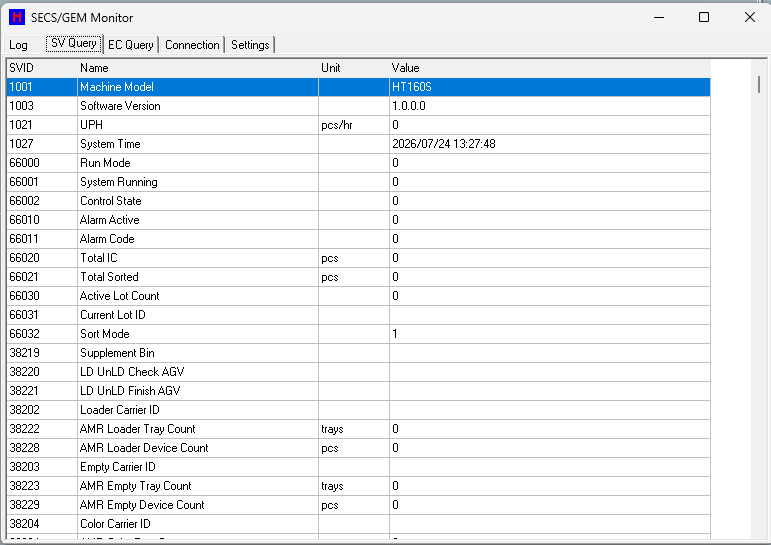 H SECS/GEM Monitor
Log SV Query EC Query Connection Settings
SVID Name Unit Value
1001 Machine Model HT160S
1003 Software Version 1.0.0.0
1021 UPH pcs/hr 0
1027 System Time 2026/07/24 13:27:48
66000 Run Mode 0
66001 System Running 0
66002 Control State 0
66010 Alarm Active 0
66011 Alarm Code 0
66020 Total IC pcs 0
66021 Total Sorted pcs 0
66030 Active Lot Count 0
66031 Current Lot ID
66032 Sort Mode 1
38219 Supplement Bin
38220 LD UnLD Check AGV
38221 LD UnLD Finish AGV
38202 Loader Carrier ID
38222 AMR Loader Tray Count trays 0
38228 AMR Loader Device Count pcs 0
38203 Empty Carrier ID
38223 AMR Empty Tray Count trays 0
38229 AMR Empty Device Count pcs 0
38204 Color Carrier ID